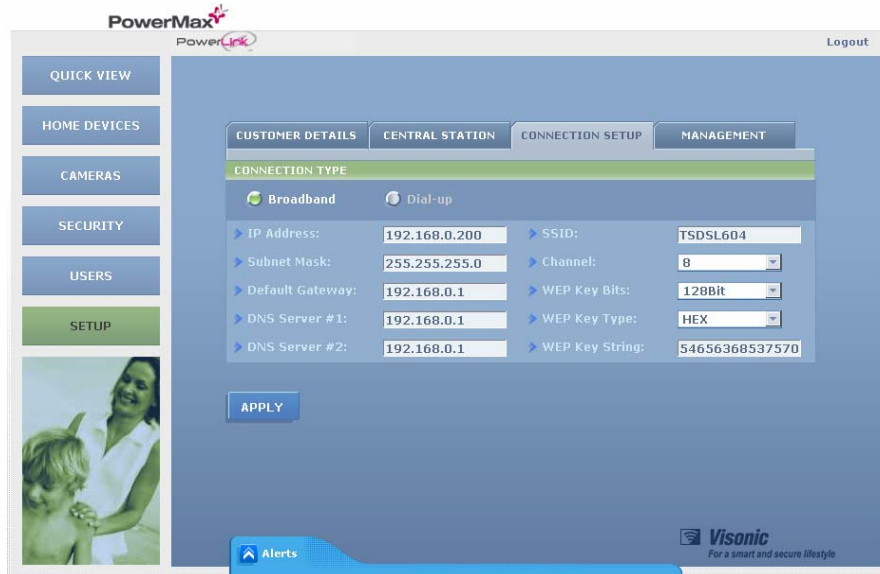 PowerMax
PowerLink
Logout
QUICK VIEW
HOME DEVICES
CAMERAS
SECURITY
USERS
SETUP
CUSTOMER DETAILS
CENTRAL STATION
CONNECTION SETUP
MANAGEMENT
CONNECTION TYPE
Broadband
Dial-up
IP Address: 192.168.0.200
Subnet Mask: 255.255.255.0
Default Gateway: 192.168.0.1
DNS Server #1: 192.168.0.1
DNS Server #2: 192.168.0.1
SSID: TSDSL604
Channel: 8
WEP Key Bits: 128Bit
WEP Key Type: HEX
WEP Key String: 54656368537570
APPLY
Alerts
Visonic
For a smart and secure lifestyle